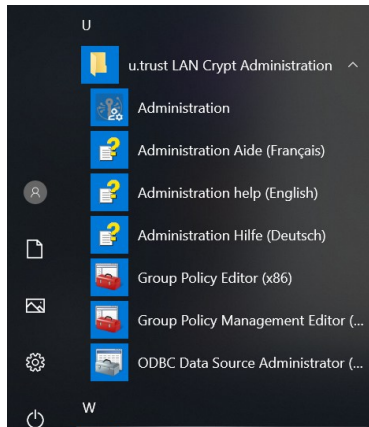 U
u.trust LAN Crypt Administration
Administration
Administration Aide (Français)
Administration help (English)
Administration Hilfe (Deutsch)
Group Policy Editor (x86)
Group Policy Management Editor (...
ODBC Data Source Administrator (...
W